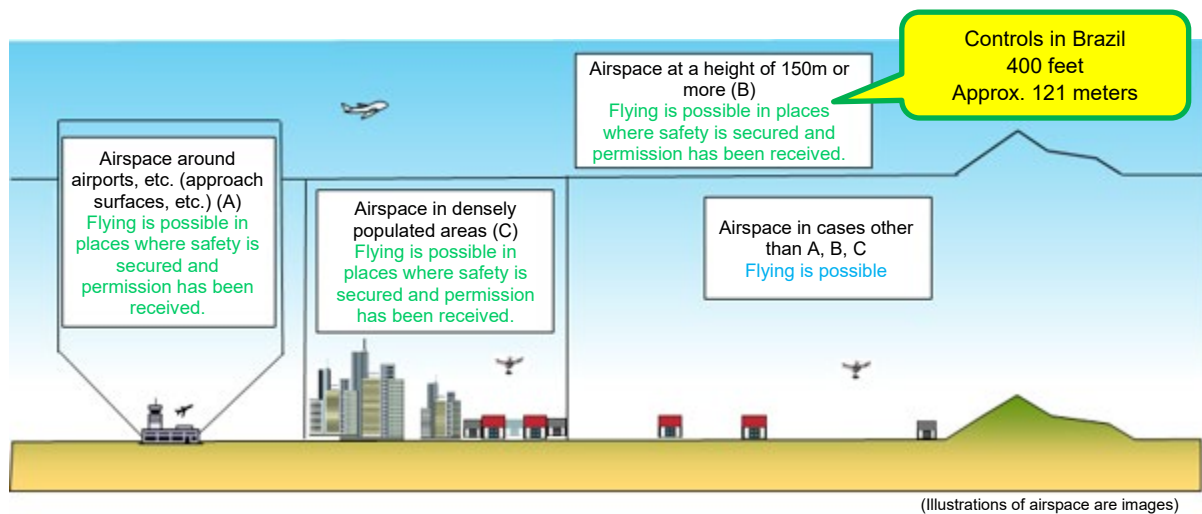 Controls in Brazil
400 feet
Approx. 121 meters
Airspace at a height of 150m or
more (B)
Flying is possible in places
where safety is secured and
permission has been received.
Airspace around
airports, etc. (approach
surfaces, etc.) (A)
Flying is possible in
places where safety is
secured and
permission has been
received.
Airspace in densely
populated areas (C)
Flying is possible in
places where safety is
secured and permission
has been received.
Airspace in cases other
than A, B, C
Flying is possible
(Illustrations of airspace are images)